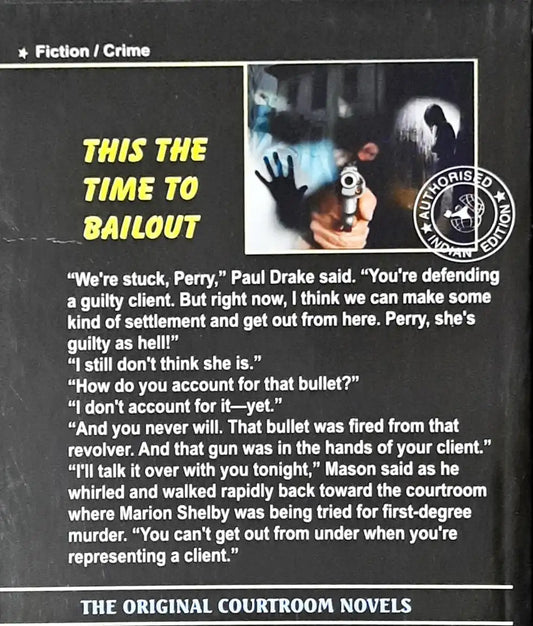 ★ Fiction / Crime
THIS THE
TIME TO
BAILOUT
AUTHORISED
INDIAN EDITION
“We're stuck, Perry,” Paul Drake said. “You're defending
a guilty client. But right now, I think we can make some
kind of settlement and get out from here. Perry, she's
guilty as hell!”
“I still don't think she is.”
“How do you account for that bullet?”
“I don't account for it—yet.”
“And you never will. That bullet was fired from that
revolver. And that gun was in the hands of your client.”
“I'll talk it over with you tonight,” Mason said as he
whirled and walked rapidly back toward the courtroom
where Marion Shelby was being tried for first-degree
murder. “You can't get out from under when you're
representing a client.”
THE ORIGINAL COURTROOM NOVELS